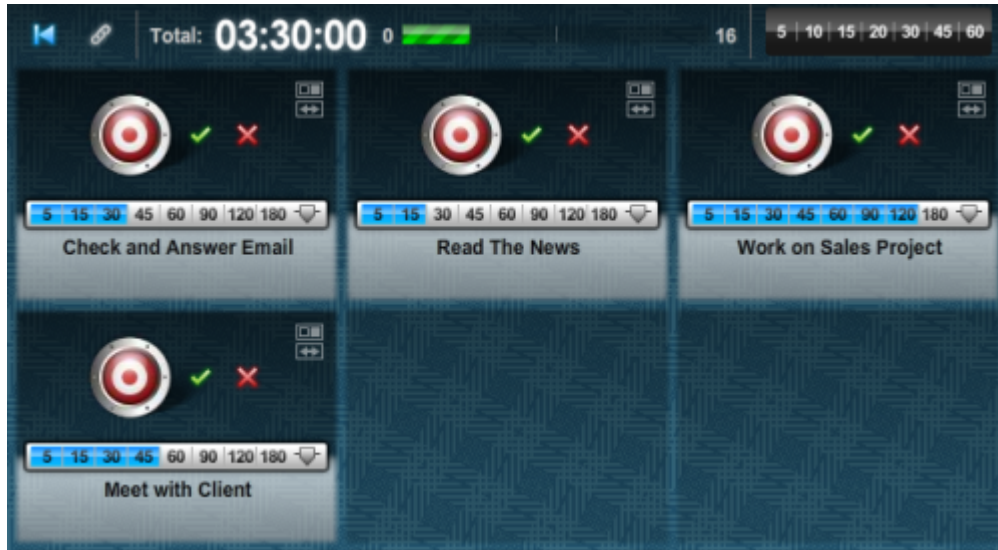 Total: 03:30:00 0 16 5 10 15 20 30 45 60
5 15 30 45 60 90 120 180
Check and Answer Email
5 15 30 45 60 90 120 180
Read The News
5 15 30 45 60 90 120 180
Work on Sales Project
5 15 30 45 60 90 120 180
Meet with Client